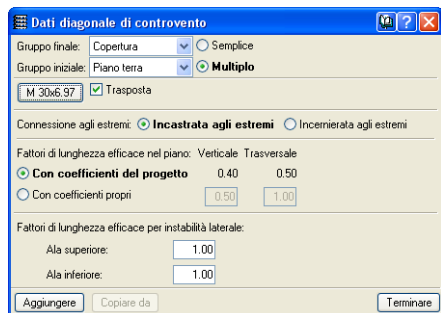 Dati diagonale di controvento
Gruppo finale: Copertura Semplice
Gruppo iniziale: Piano terra Multiplo
M 30x6.97 Trasposta
Connessione agli estremi: Incastrata agli estremi Incernierata agli estremi
Fattori di lunghezza efficace nel piano: Verticale Trasversale
Con coefficienti del progetto 0.40 0.50
Con coefficienti propri 0.50 1.00
Fattori di lunghezza efficace per instabilità laterale:
Ala superiore: 1.00
Ala inferiore: 1.00
Aggiungere Copiare da Terminare